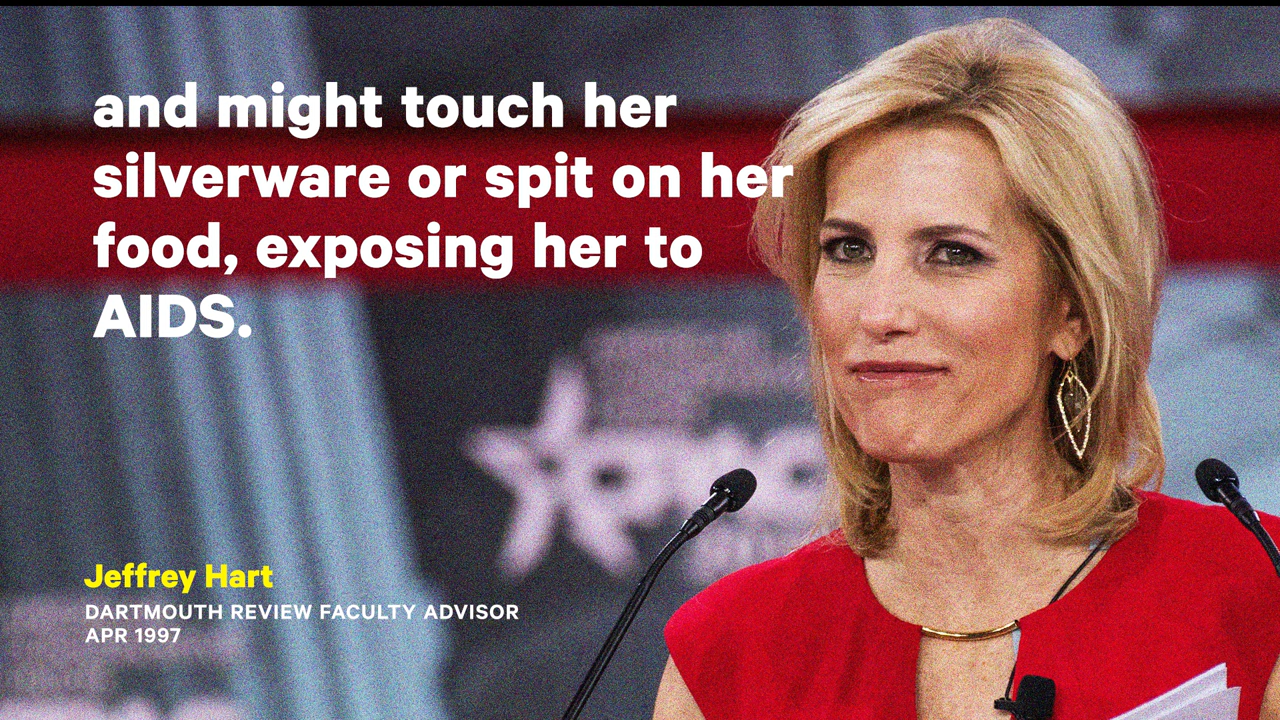 and might touch her
silverware or spit on her
food, exposing her to
AIDS.
Jeffrey Hart
DARTMOUTH REVIEW FACULTY ADVISOR
APR 1997